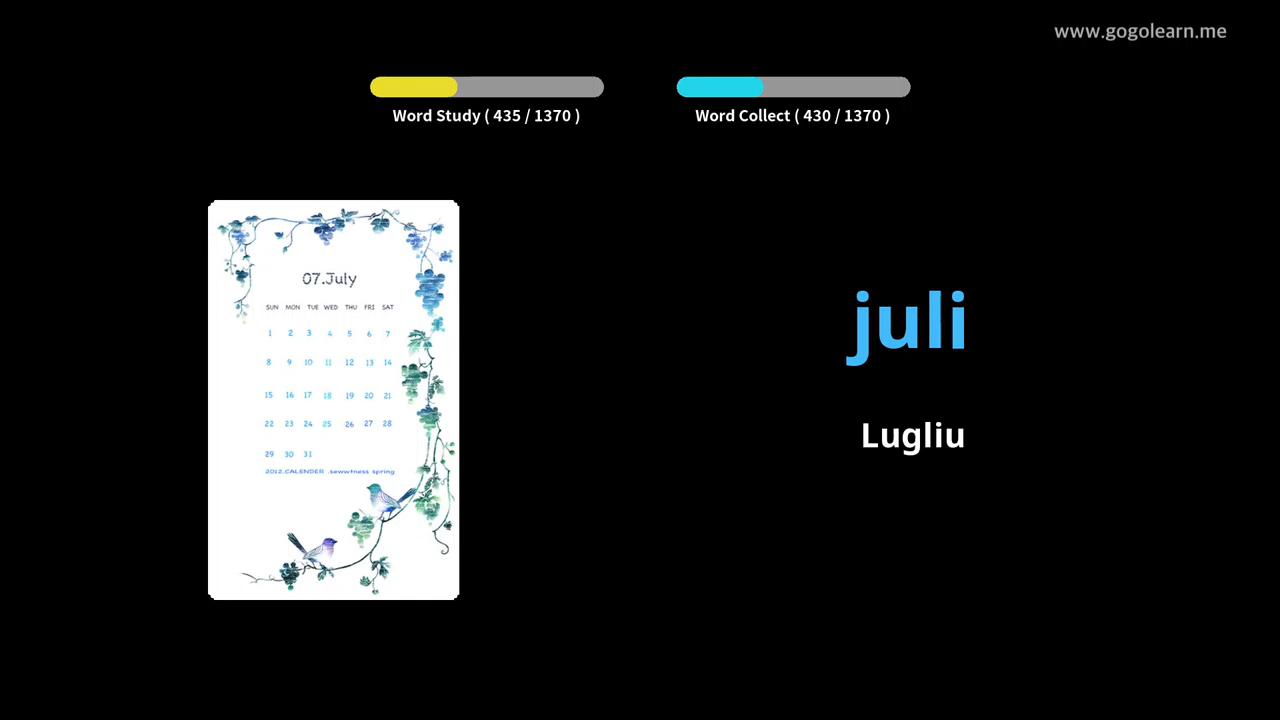 www.gogolearn.me
Word Study ( 435 / 1370 )
Word Collect ( 430 / 1370 )
07.July
SUN MON TUE WED THU FRI SAT
1 2 3 4 5 6 7
8 9 10 11 12 13 14
15 16 17 18 19 20 21
22 23 24 25 26 27 28
29 30 31
2012.CALENDER .sewwtness spring
juli
Lugliu